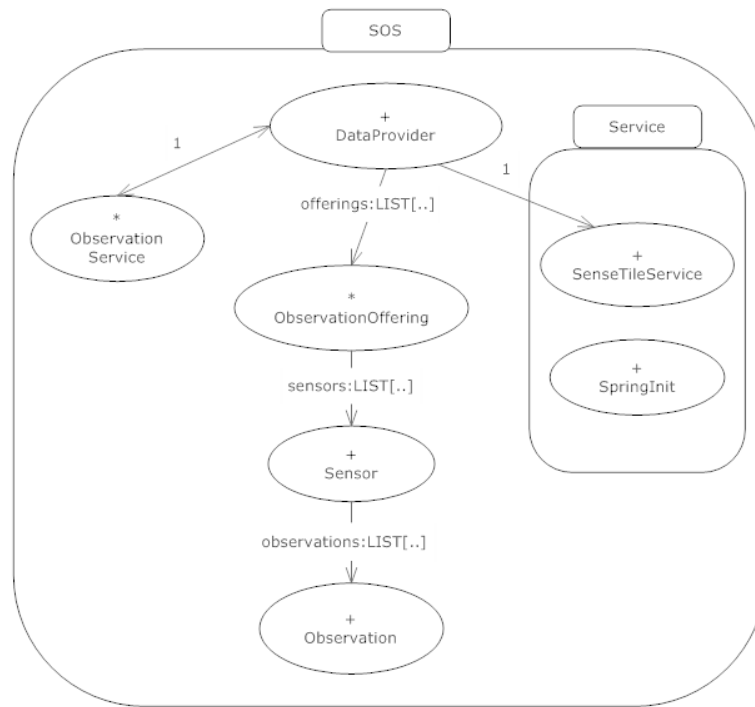 SOS
+
DataProvider
Service
1
1
offerings:LIST[..]
*
Observation
Service
+
SenseTileService
*
ObservationOffering
+
SpringInit
sensors:LIST[..]
+
Sensor
observations:LIST[..]
+
Observation